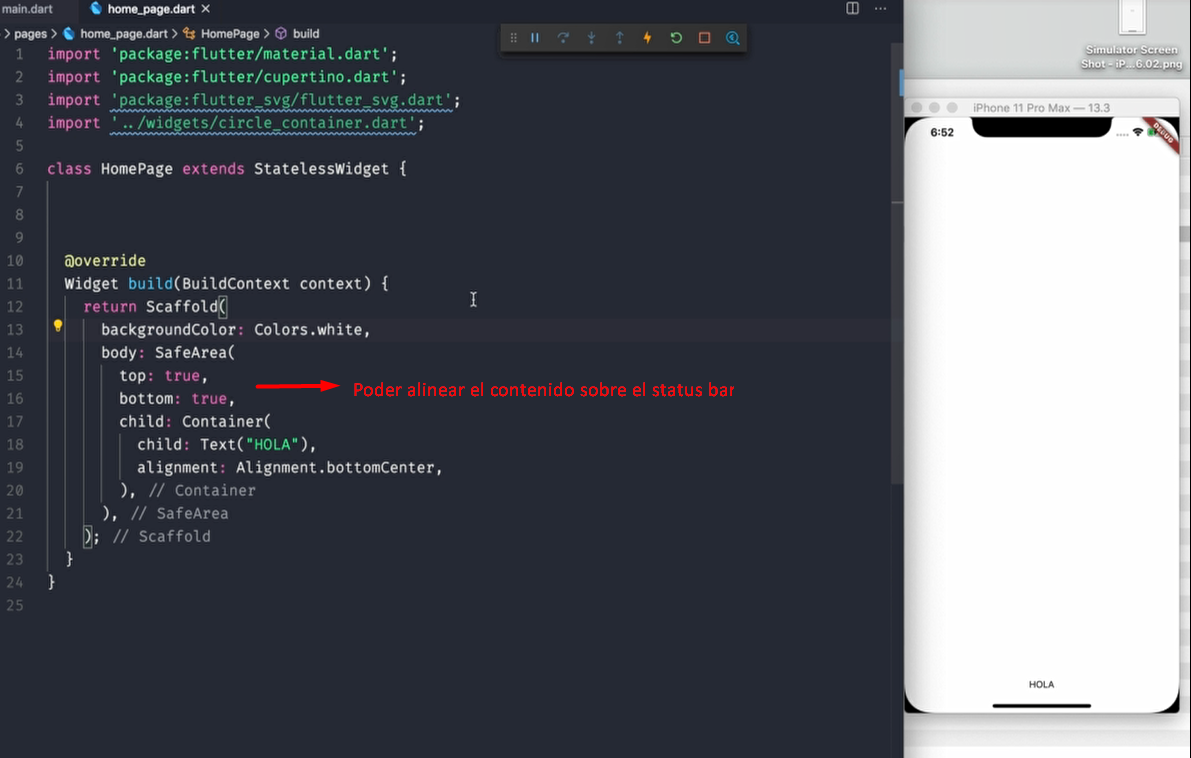 main.dart
home_page.dart
pages > home_page.dart > HomePage > build
1 import 'package:flutter/material.dart';
2 import 'package:flutter/cupertino.dart';
3 import 'package:flutter_svg/flutter_svg.dart';
4 import '../widgets/circle_container.dart';
5
6 class HomePage extends StatelessWidget {
7
8
9
10 @override
11 Widget build(BuildContext context) {
12 return Scaffold(
13 backgroundColor: Colors.white,
14 body: SafeArea(
15 top: true,
16 bottom: true,
17 child: Container(
18 child: Text("HOLA"),
19 alignment: Alignment.bottomCenter,
20 ), // Container
21 ), // SafeArea
22 ); // Scaffold
23 }
24 }
25
Poder alinear el contenido sobre el status bar
Simulator Screen
Shot - iP...6.02.png
iPhone 11 Pro Max — 13.3
6:52
DEBUG
HOLA